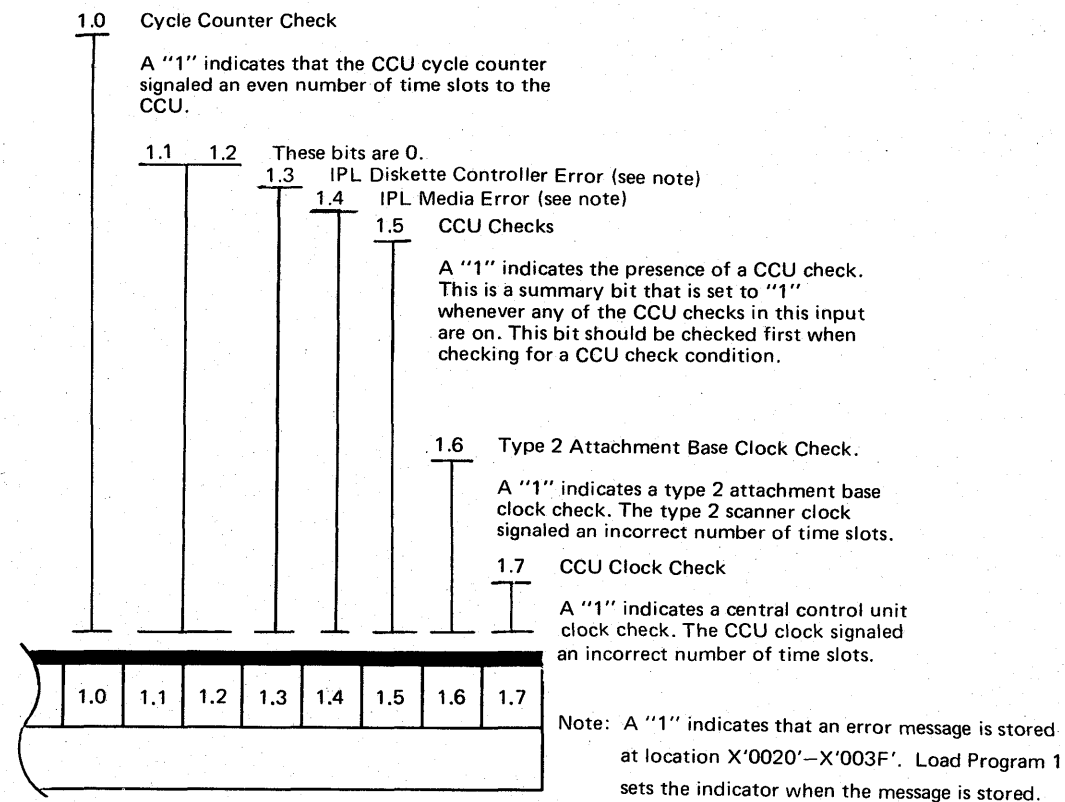 1.0 Cycle Counter Check
A "1" indicates that the CCU cycle counter
signaled an even number of time slots to the
CCU.
1.1 1.2 These bits are 0.
1.3 IPL Diskette Controller Error (see note)
1.4 IPL Media Error (see note)
1.5 CCU Checks
A "1" indicates the presence of a CCU check.
This is a summary bit that is set to "1"
whenever any of the CCU checks in this input
are on. This bit should be checked first when
checking for a CCU check condition.
1.6 Type 2 Attachment Base Clock Check.
A "1" indicates a type 2 attachment base
clock check. The type 2 scanner clock
signaled an incorrect number of time slots.
1.7 CCU Clock Check
A "1" indicates a central control unit
clock check. The CCU clock signaled
an incorrect number of time slots.
1.0 1.1 1.2 1.3 1.4 1.5 1.6 1.7
Note: A "1" indicates that an error message is stored
at location X'0020'—X'003F'. Load Program 1
sets the indicator when the message is stored.